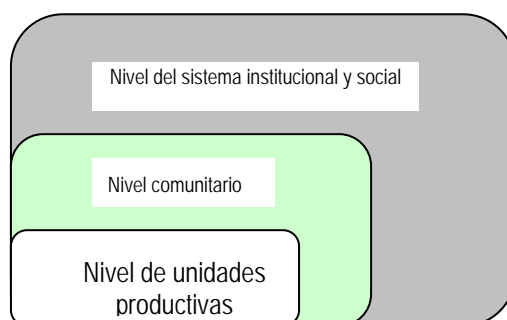 Nivel del sistema institucional y social
Nivel comunitario
Nivel de unidades
productivas